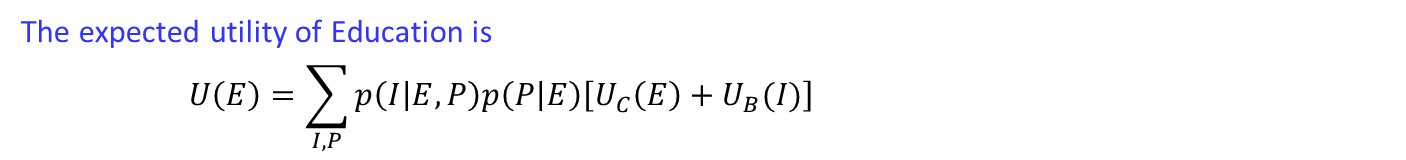 The expected utility of Education is
U(E) = ∑ p(I|E, P)p(P|E)[U_C(E) + U_B(I)]
I,P